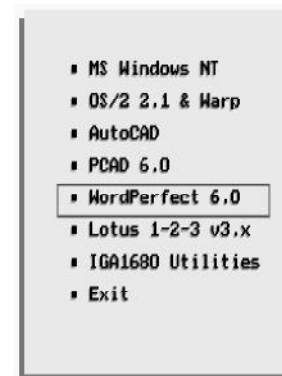 MS Windows NT
OS/2 2.1 & Warp
AutoCAD
PCAD 6.0
WordPerfect 6.0
Lotus 1-2-3 v3.x
IGA1680 Utilities
Exit